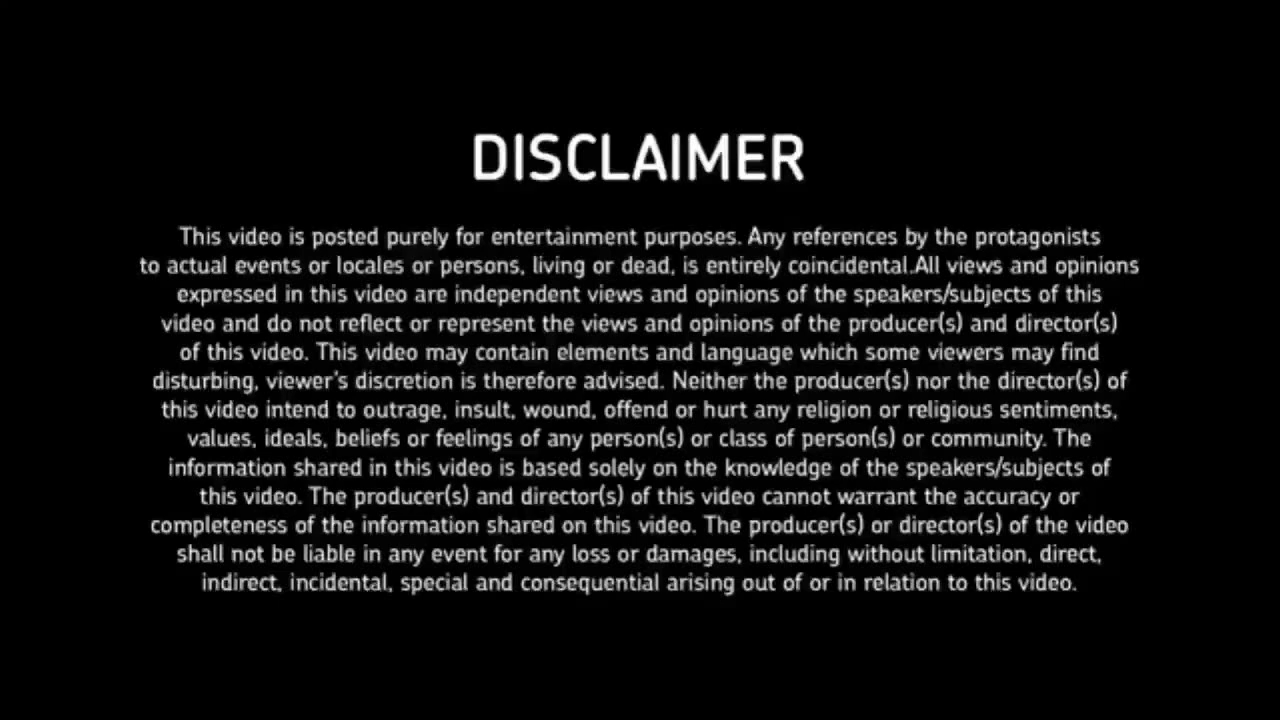 DISCLAIMER
This video is posted purely for entertainment purposes. Any references by the protagonists
to actual events or locales or persons, living or dead, is entirely coincidental.All views and opinions
expressed in this video are independent views and opinions of the speakers/subjects of this
video and do not reflect or represent the views and opinions of the producer(s) and director(s)
of this video. This video may contain elements and language which some viewers may find
disturbing, viewer's discretion is therefore advised. Neither the producer(s) nor the director(s) of
this video intend to outrage, insult, wound, offend or hurt any religion or religious sentiments,
values, ideals, beliefs or feelings of any person(s) or class of person(s) or community. The
information shared in this video is based solely on the knowledge of the speakers/subjects of
this video. The producer(s) and director(s) of this video cannot warrant the accuracy or
completeness of the information shared on this video. The producer(s) or director(s) of the video
shall not be liable in any event for any loss or damages, including without limitation, direct,
indirect, incidental, special and consequential arising out of or in relation to this video.